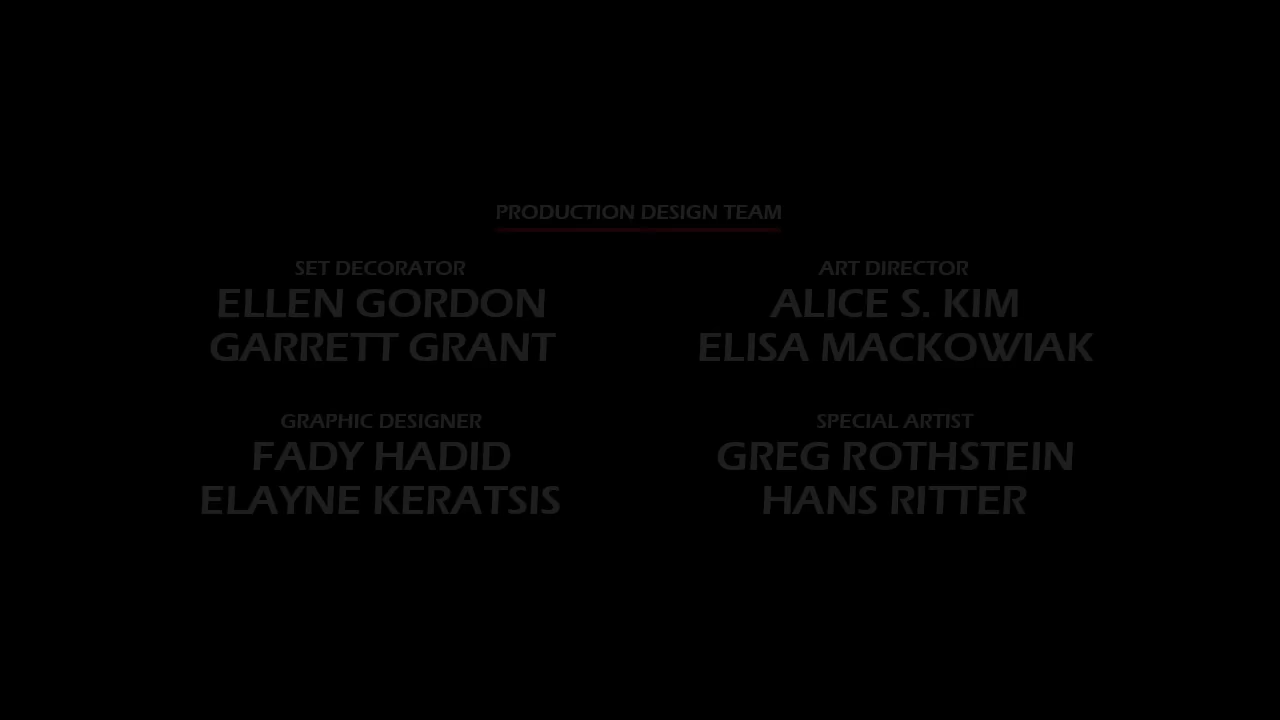 PRODUCTION DESIGN TEAM
SET DECORATOR
ELLEN GORDON
GARRETT GRANT
ART DIRECTOR
ALICE S. KIM
ELISA MACKOWIAK
GRAPHIC DESIGNER
FADY HADID
ELAYNE KERATSIS
SPECIAL ARTIST
GREG ROTHSTEIN
HANS RITTER